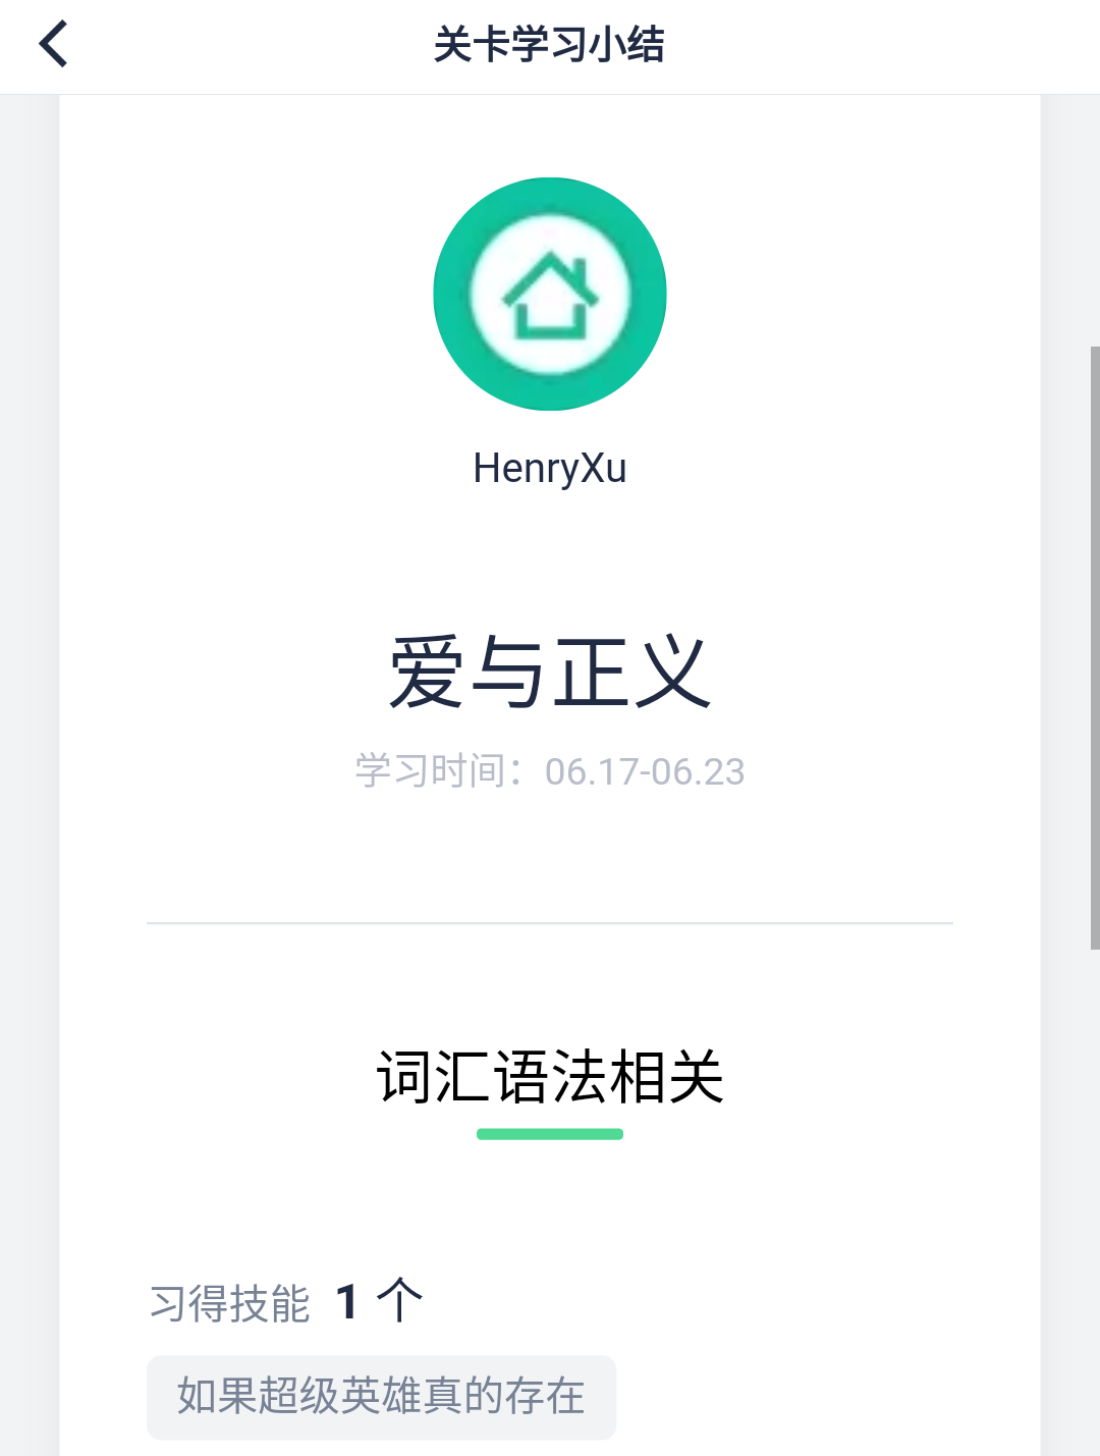 关卡学习小结
HenryXu
爱与正义
学习时间：06.17-06.23
词汇语法相关
习得技能 1 个
如果超级英雄真的存在